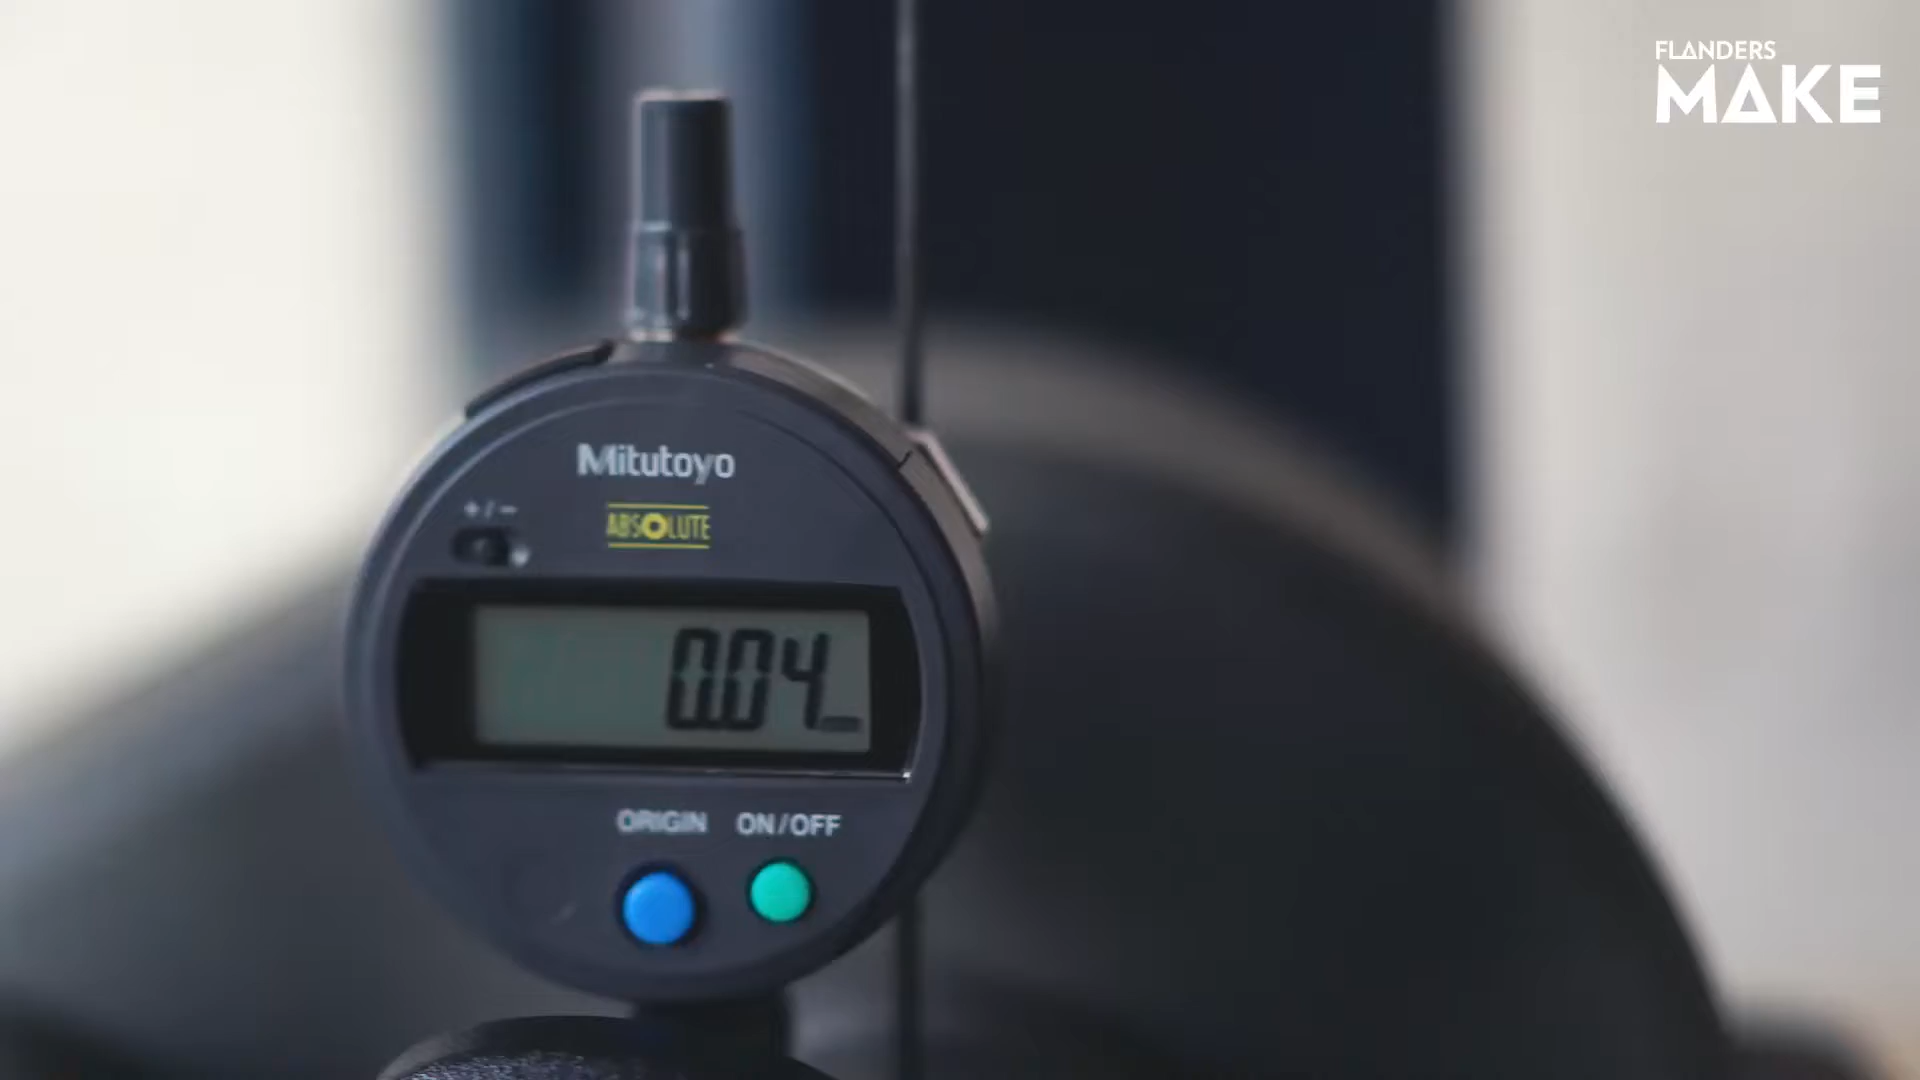 FLANDERS
MAKE
Mitutoyo
+/-
ABSOLUTE
0.04
ORIGIN ON/OFF